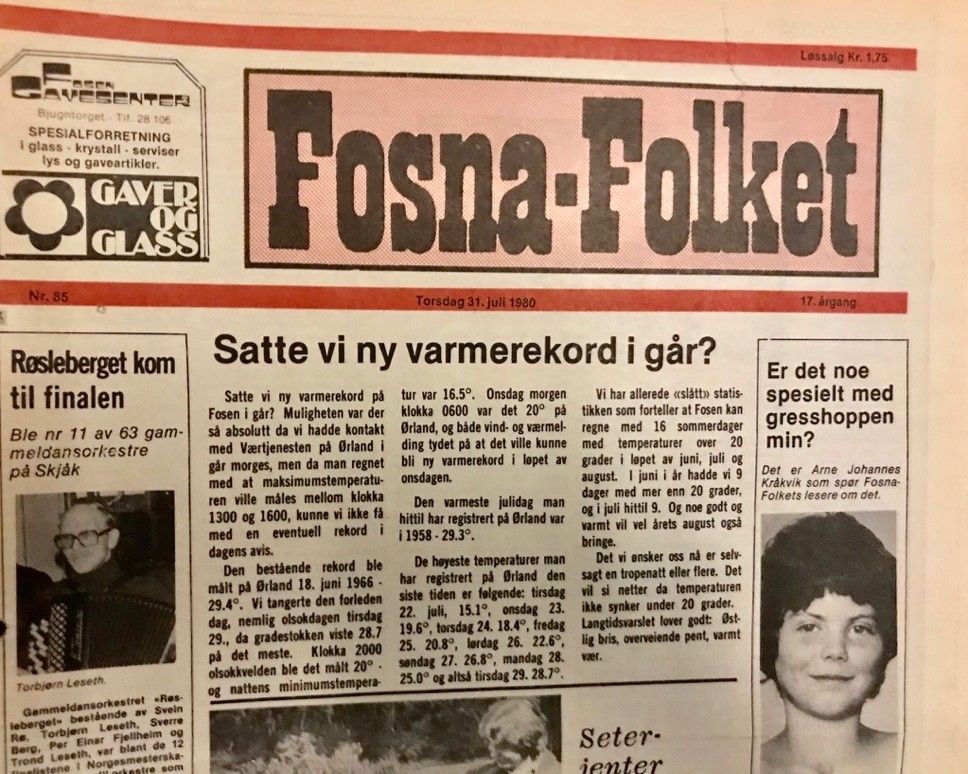 Løssalg Kr. 1,75
FOSEN
GAVESENTER
Bjugntorget - Tlf. 28 106
SPESIALFORRETNING
i glass - krystall - serviser
lys og gaveartikler.
GAVER
OG
GLASS
Fosna-Folket
Nr. 85
Torsdag 31. juli 1980
17. årgang
Røsleberget kom
til finalen
Ble nr 11 av 63 gam-
meldansorkestre
på Skjåk
Torbjørn Leseth.
Gammeldansorkestret «Røs-
leberget» bestående av Svein
Rø, Torbjørn Leseth, Sverre
Berg, Per Einar Fjellheim og
Trond Leseth, var blant de 12
finalistene i Norgesmesterska-
orkestre som
Satte vi ny varmerekord i går?
Satte vi ny varmerekord på
Fosen i går? Muligheten var der
så absolutt da vi hadde kontakt
med Værtjenesten på Ørland i
går morges, men da man regnet
med at maksimumstemperatu-
ren ville måles mellom klokka
1300 og 1600, kunne vi ikke få
med en eventuell rekord i
dagens avis.
Den bestående rekord ble
målt på Ørland 18. juni 1966 -
29.4°. Vi tangerte den forleden
dag, nemlig olsokdagen tirsdag
29., da gradestokken viste 28.7
på det meste. Klokka 2000
olsokkvelden ble det målt 20° -
og nattens minimumstempera-
tur var 16.5°. Onsdag morgen
klokka 0600 var det 20° på
Ørland, og både vind- og værmel-
ding tydet på at det ville kunne
bli ny varmerekord i løpet av
onsdagen.
Den varmeste julidag man
hittil har registrert på Ørland var
i 1958 - 29.3°.
De høyeste temperaturer man
har registrert på Ørland den
siste tiden er følgende: tirsdag
22. juli, 15.1°, onsdag 23.
19.6°, torsdag 24. 18.4°, fredag
25. 20.8°, lørdag 26. 22.6°,
søndag 27. 26.8°, mandag 28.
25.0° og altså tirsdag 29. 28.7°.
Vi har allerede «slått» statis-
tikken som forteller at Fosen kan
regne med 16 sommerdager
med temperaturer over 20
grader i løpet av juni, juli og
august. I juni i år hadde vi 9
dager med mer enn 20 grader,
og i juli hittil 9. Og noe godt og
varmt vil vel årets august også
bringe.
Det vi ønsker oss nå er selv-
sagt en tropenatt eller flere. Det
vil si netter da temperaturen
ikke synker under 20 grader.
Langtidsvarslet lover godt: Øst-
lig bris, overveiende pent, varmt
vær.
Er det noe
spesielt med
gresshoppen
min?
Det er Arne Johannes
Kråkvik som spør Fosna-
Folkets lesere om det.
Seter-
jenter